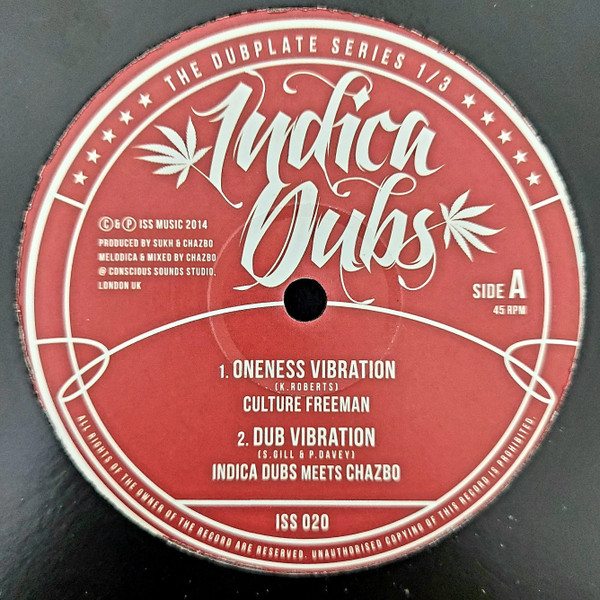 THE DUBPLATE SERIES 1/3
Indica
Dubs
© & ℗ ISS MUSIC 2014
PRODUCED BY SUKH & CHAZBO
MELODICA & MIXED BY CHAZBO
@ CONSCIOUS SOUNDS STUDIO.
LONDON UK
SIDE A
45 RPM
1. ONENESS VIBRATION
- (K.ROBERTS)
CULTURE FREEMAN
2. DUB VIBRATION
(S.GILL & P.DAVEY)
INDICA DUBS MEETS CHAZBO
ISS 020
ALL RIGHTS OF THE OWNER OF THE RECORD ARE RESERVED. UNAUTHORISED COPYING OF THIS RECORD IS PROHIBITED.